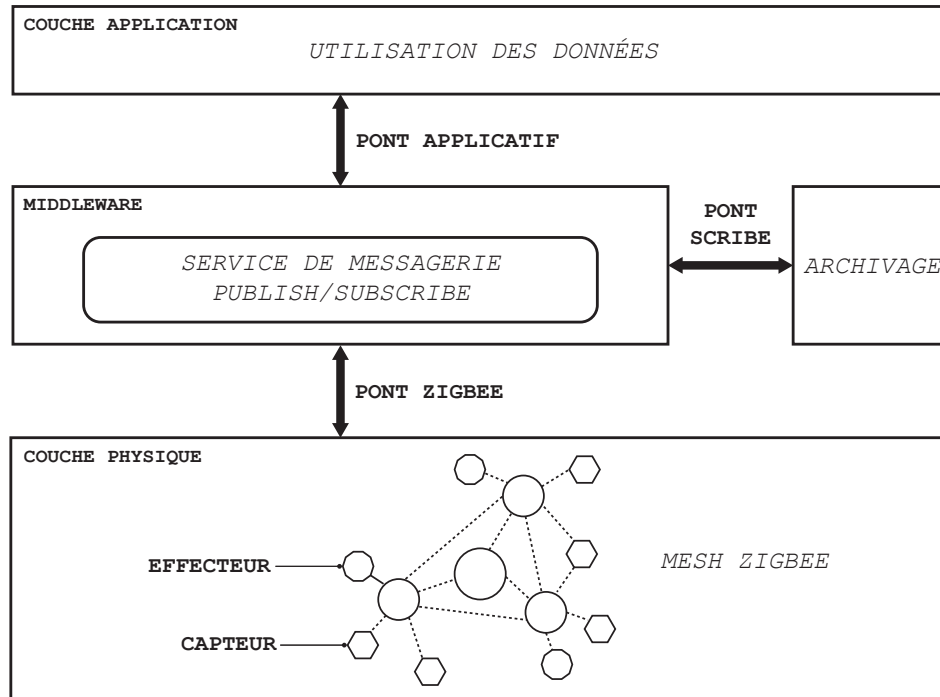 COUCHE APPLICATION
UTILISATION DES DONNÉES
PONT APPLICATIF
MIDDLEWARE
SERVICE DE MESSAGERIE
PUBLISH/SUBSCRIBE
PONT
SCRIBE
ARCHIVAGE
PONT ZIGBEE
COUCHE PHYSIQUE
EFFECTEUR
MESH ZIGBEE
CAPTEUR